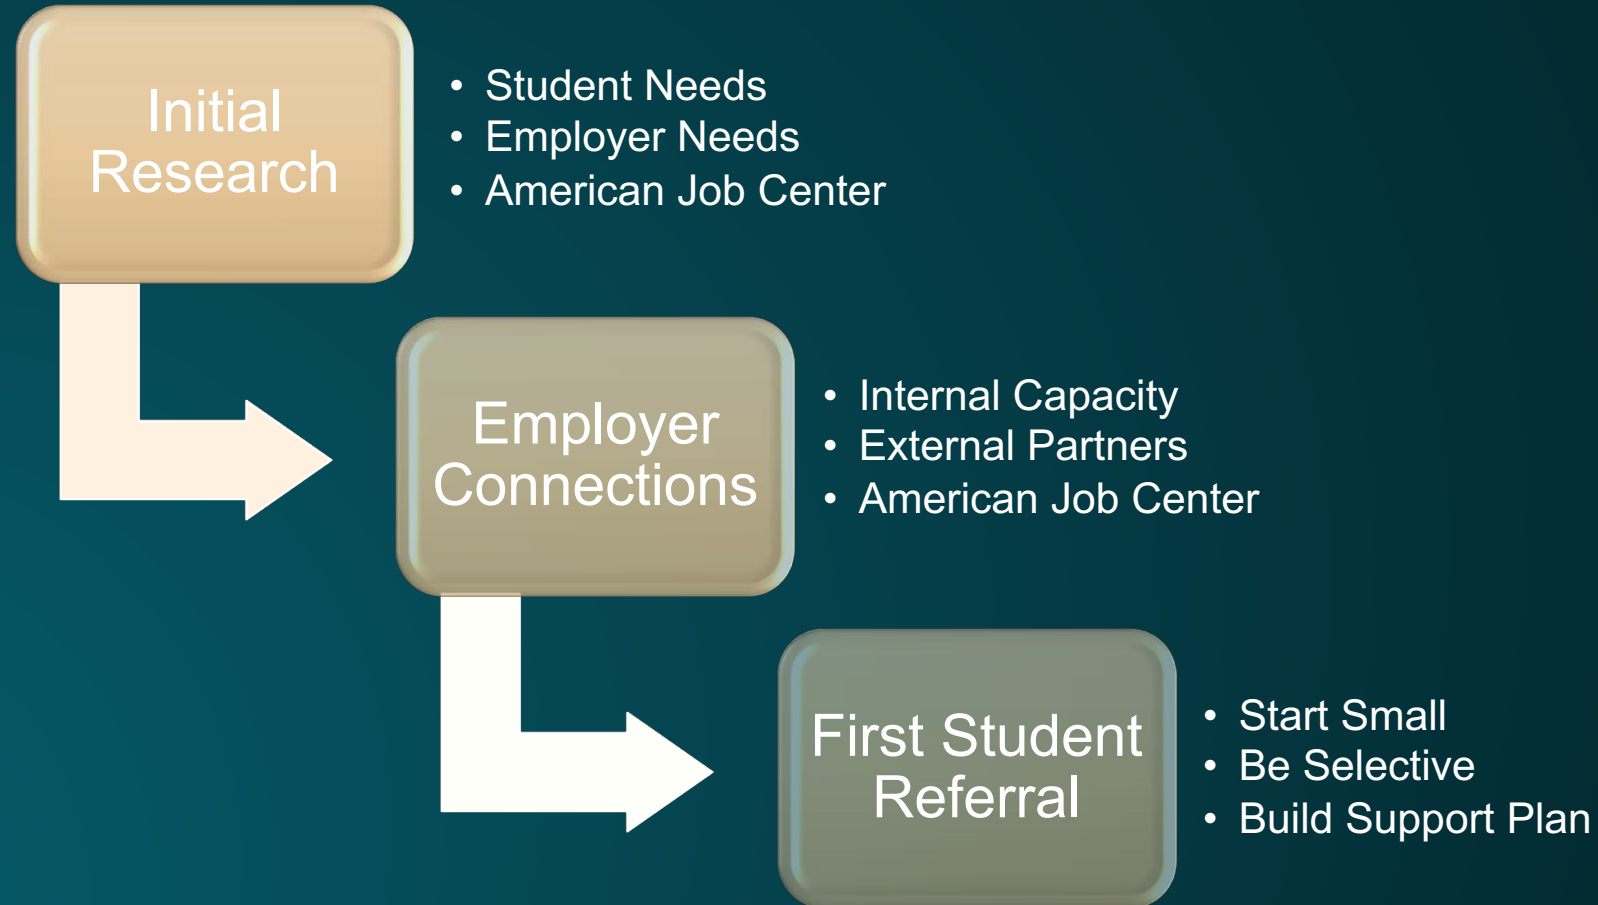 Initial
Research
• Student Needs
• Employer Needs
• American Job Center
Employer
Connections
• Internal Capacity
• External Partners
• American Job Center
First Student
Referral
• Start Small
• Be Selective
• Build Support Plan